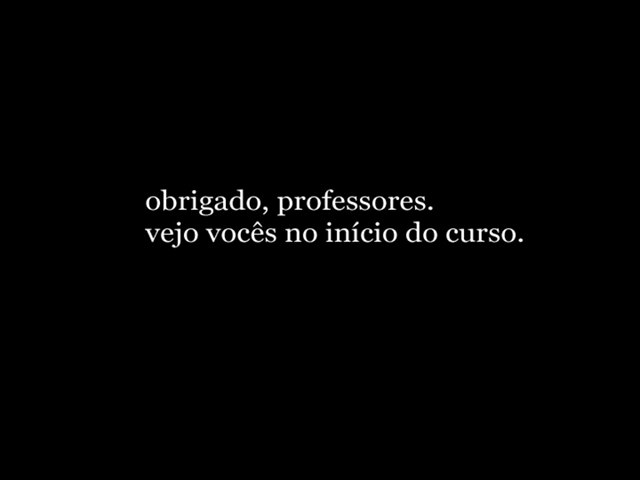 obrigado, professores.
vejo vocês no início do curso.